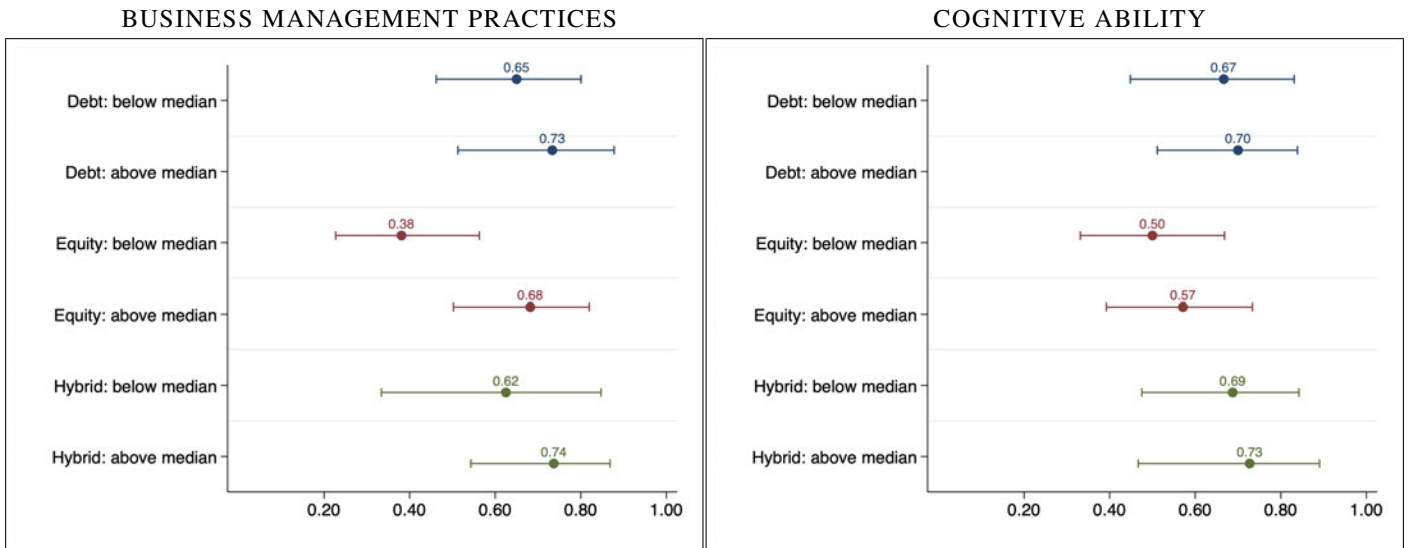 BUSINESS MANAGEMENT PRACTICES
0.65
Debt: below median
0.73
Debt: above median
0.38
Equity: below median
0.68
Equity: above median
0.62
Hybrid: below median
0.74
Hybrid: above median
0.20 0.40 0.60 0.80 1.00
COGNITIVE ABILITY
0.67
Debt: below median
0.70
Debt: above median
0.50
Equity: below median
0.57
Equity: above median
0.69
Hybrid: below median
0.73
Hybrid: above median
0.20 0.40 0.60 0.80 1.00